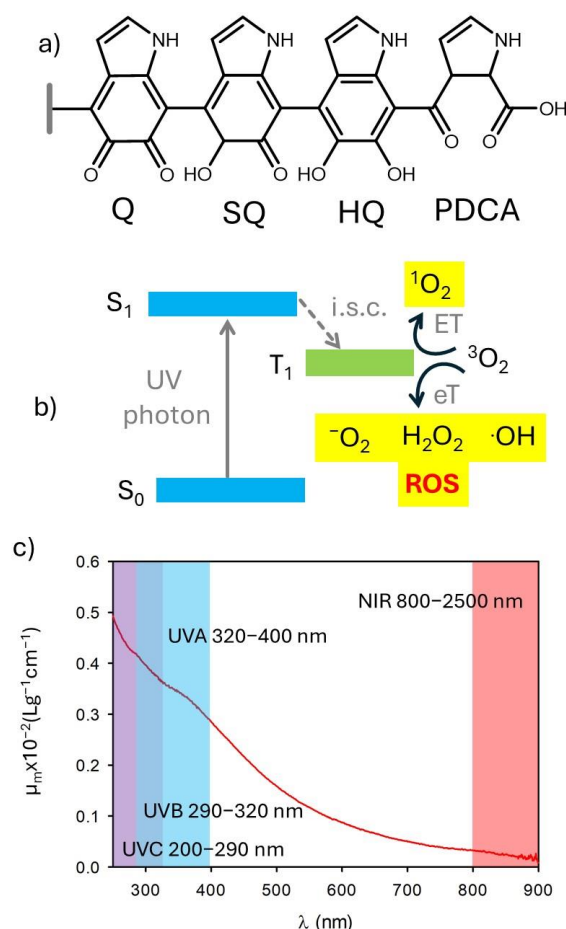 a)
NH NH NH NH
OH
O O HO O HO OH O O
Q SQ HQ PDCA
b)
S₁
i.s.c.
¹O₂
ET
T₁
³O₂
UV
photon
eT
⁻O₂ H₂O₂ ·OH
ROS
S₀
c)
0.6
0.5
0.4
0.3
0.2
0.1
0.0
μₘx10⁻²(Lg⁻¹cm⁻¹)
NIR 800–2500 nm
UVA 320–400 nm
UVB 290–320 nm
UVC 200–290 nm
300 400 500 600 700 800 900
λ (nm)